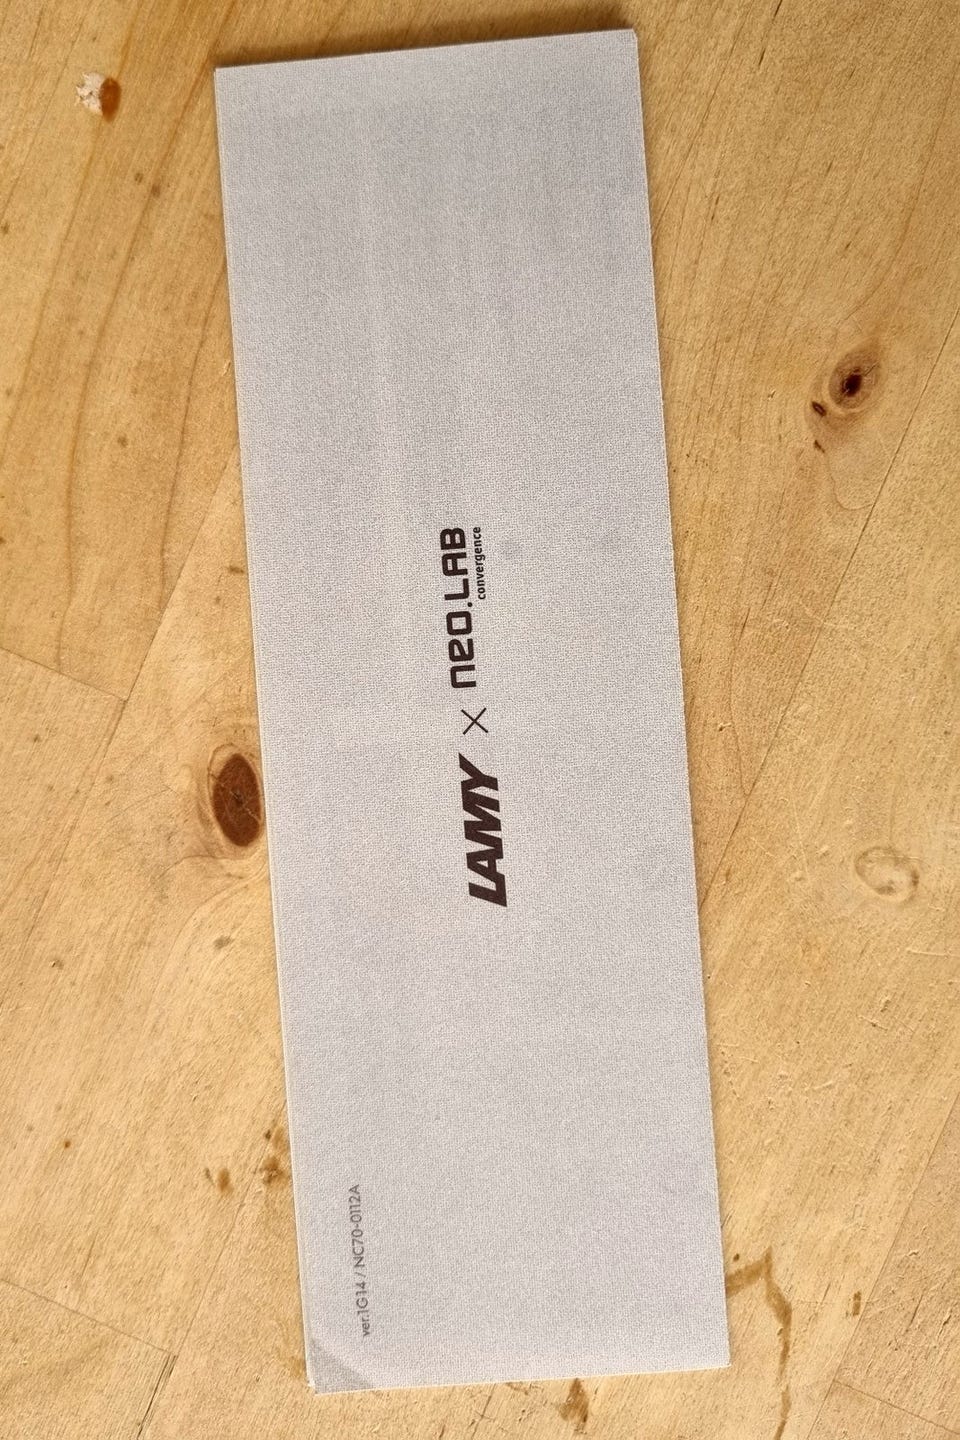 LAMY × neo.LAB
convergence
ver.1G14 / NC70-0112A